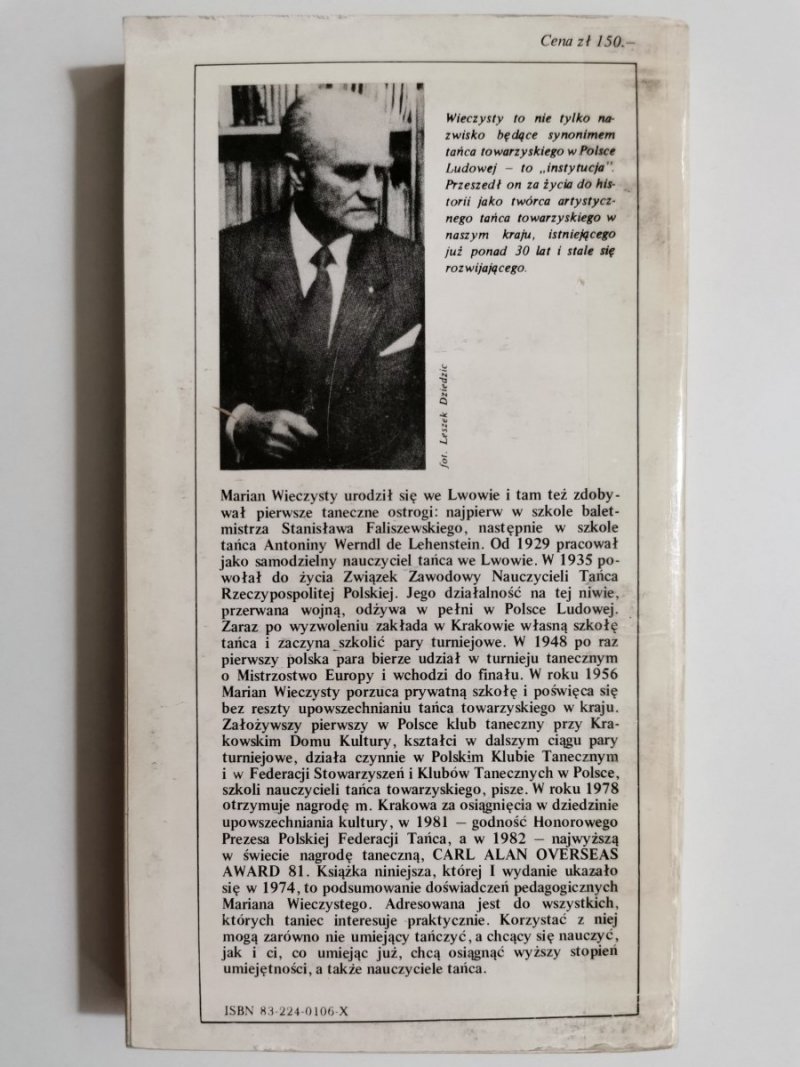 Cena zł 150.—
Wieczysty to nie tylko na-
zwisko będące synonimem
tańca towarzyskiego w Polsce
Ludowej – to „instytucja”.
Przeszedł on za życia do his-
torii jako twórca artystycz-
nego tańca towarzyskiego w
naszym kraju, istniejącego
już ponad 30 lat i stale się
rozwijającego.
fot. Leszek Dziedzic
Marian Wieczysty urodził się we Lwowie i tam też zdoby-
wał pierwsze taneczne ostrogi: najpierw w szkole balet-
mistrza Stanisława Faliszewskiego, następnie w szkole
tańca Antoniny Werndl de Lehenstein. Od 1929 pracował
jako samodzielny nauczyciel tańca we Lwowie. W 1935 po-
wołał do życia Związek Zawodowy Nauczycieli Tańca
Rzeczypospolitej Polskiej. Jego działalność na tej niwie,
przerwana wojną, odżywa w pełni w Polsce Ludowej.
Zaraz po wyzwoleniu zakłada w Krakowie własną szkołę
tańca i zaczyna szkolić pary turniejowe. W 1948 po raz
pierwszy polska para bierze udział w turnieju tanecznym
o Mistrzostwo Europy i wchodzi do finału. W roku 1956
Marian Wieczysty porzuca prywatną szkołę i poświęca się
bez reszty upowszechnianiu tańca towarzyskiego w kraju.
Założywszy pierwszy w Polsce klub taneczny przy Kra-
kowskim Domu Kultury, kształci w dalszym ciągu pary
turniejowe, działa czynnie w Polskim Klubie Tanecznym
i w Federacji Stowarzyszeń i Klubów Tanecznych w Polsce,
szkoli nauczycieli tańca towarzyskiego, pisze. W roku 1978
otrzymuje nagrodę m. Krakowa za osiągnięcia w dziedzinie
upowszechniania kultury, w 1981 — godność Honorowego
Prezesa Polskiej Federacji Tańca, a w 1982 — najwyższą
w świecie nagrodę taneczną, CARL ALAN OVERSEAS
AWARD 81. Książka niniejsza, której I wydanie ukazało
się w 1974, to podsumowanie doświadczeń pedagogicznych
Mariana Wieczystego. Adresowana jest do wszystkich,
których taniec interesuje praktycznie. Korzystać z niej
mogą zarówno nie umiejący tańczyć, a chcący się nauczyć,
jak i ci, co umiejąc już, chcą osiągnąć wyższy stopień
umiejętności, a także nauczyciele tańca.
ISBN 83-224-0106-X